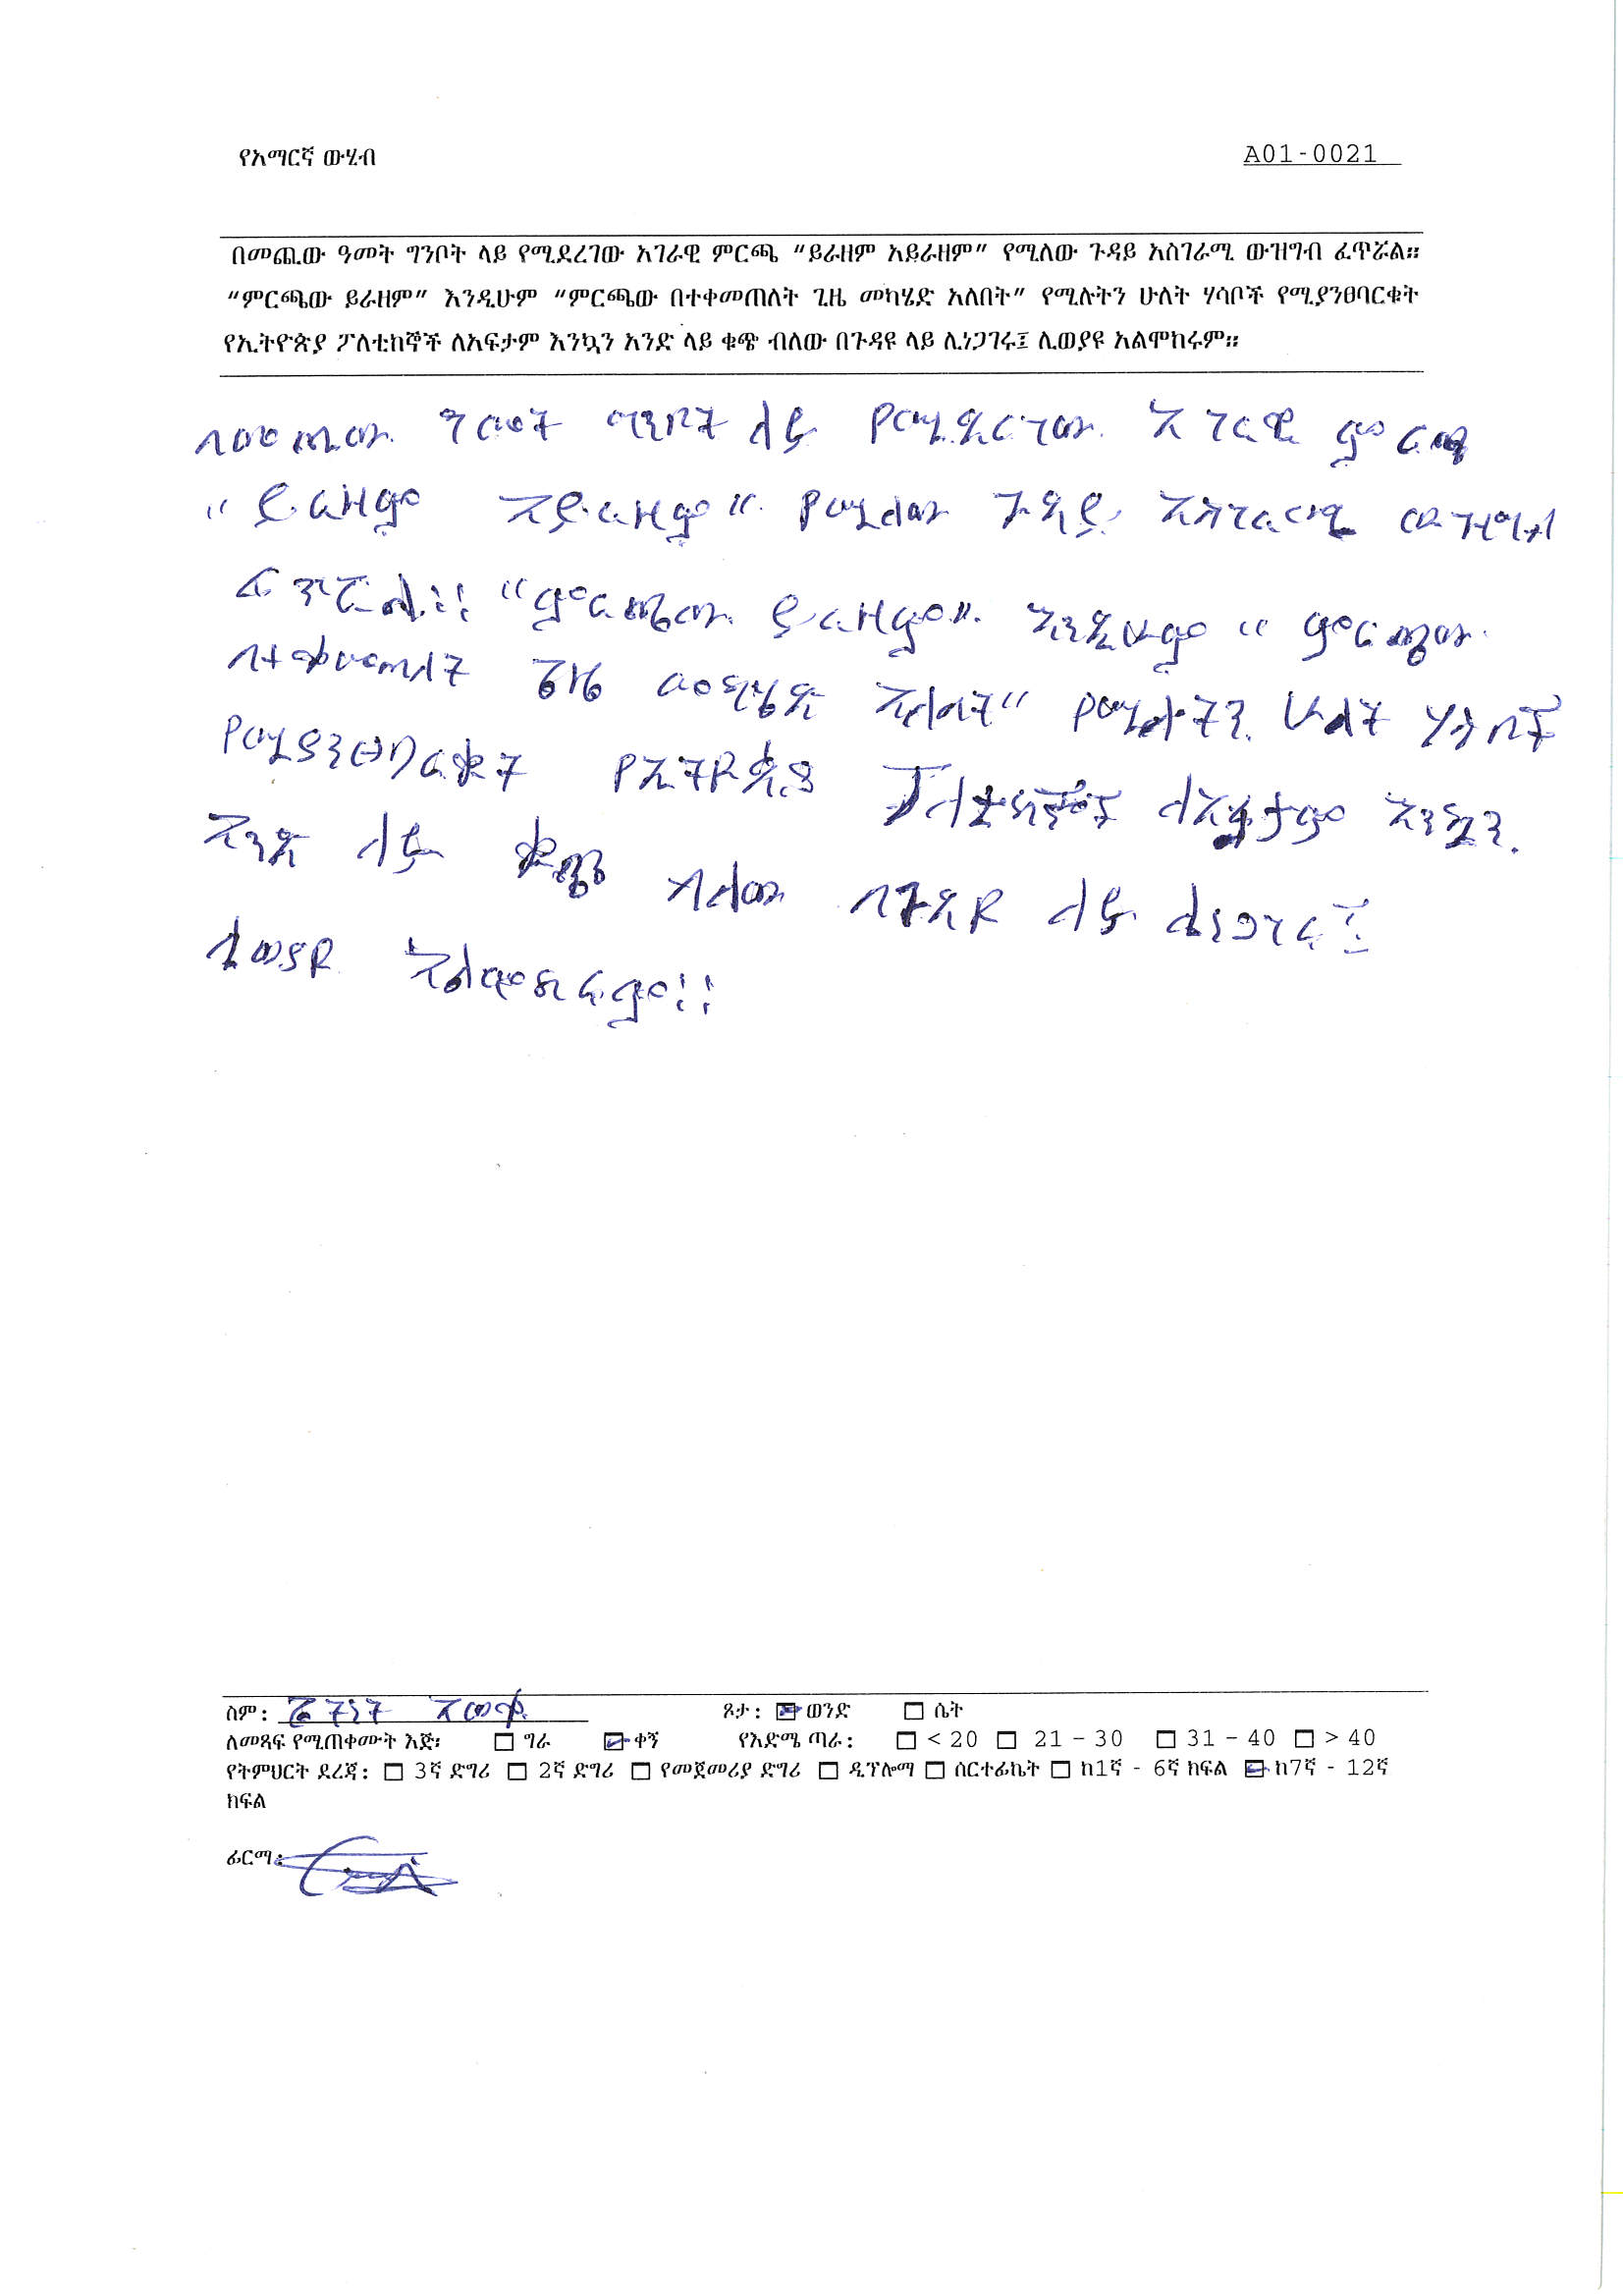 የአማርኛ ውሂብ A01-0021
በመጪው ዓመት ግንቦት ላይ የሚደረገው አገራዊ ምርጫ “ይራዘም አይራዘም” የሚለው ጉዳይ አስገራሚ ውዝግብ ፈጥሯል።
“ምርጫው ይራዘም” እንዲሁም “ምርጫው በተቀመጠለት ጊዜ መካሄድ አለበት” የሚሉትን ሁለት ሃሳቦች የሚያንፀባርቁት
የኢትዮጵያ ፖለቲከኞች ለአፍታም እንኳን አንድ ላይ ቁጭ ብለው በጉዳዩ ላይ ሊነጋገሩ፤ ሊወያዩ አልሞከሩም።
በመጪው ዓመት ግንቦት ላይ የሚደረገው አገራዊ ምርጫ
“ይራዘም አይራዘም” የሚለው ጉዳይ አስገራሚ ውዝግብ
ፈጥሯል። “ምርጫው ይራዘም” እንዲሁም “ምርጫው
በተቀመጠለት ጊዜ መካሄድ አለበት” የሚሉትን ሁለት ሃሳቦች
የሚያንፀባርቁት የኢትዮጵያ ፖለቲከኞች ለአፍታም እንኳን
አንድ ላይ ቁጭ ብለው በጉዳዩ ላይ ሊነጋገሩ፤
ሊወያዩ አልሞከሩም።
ስም: አወቀ ጾታ: ወንድ ሴት
ለመጻፍ የሚጠቀሙት እጅ፡ ግራ ቀኝ የእድሜ ጣራ: < 20 21 – 30 31 – 40 > 40
የትምህርት ደረጃ: 3ኛ ድግሪ 2ኛ ድግሪ የመጀመሪያ ድግሪ ዲፕሎማ ሰርተፊኬት ከ1ኛ - 6ኛ ክፍል ከ7ኛ - 12ኛ
ክፍል
ፊርማ: